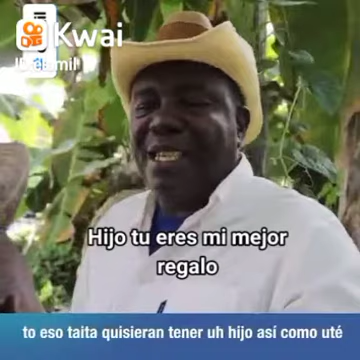 Kwai
Hijo tu eres mi mejor
regalo
to eso taita quisieran tener uh hijo así como uté